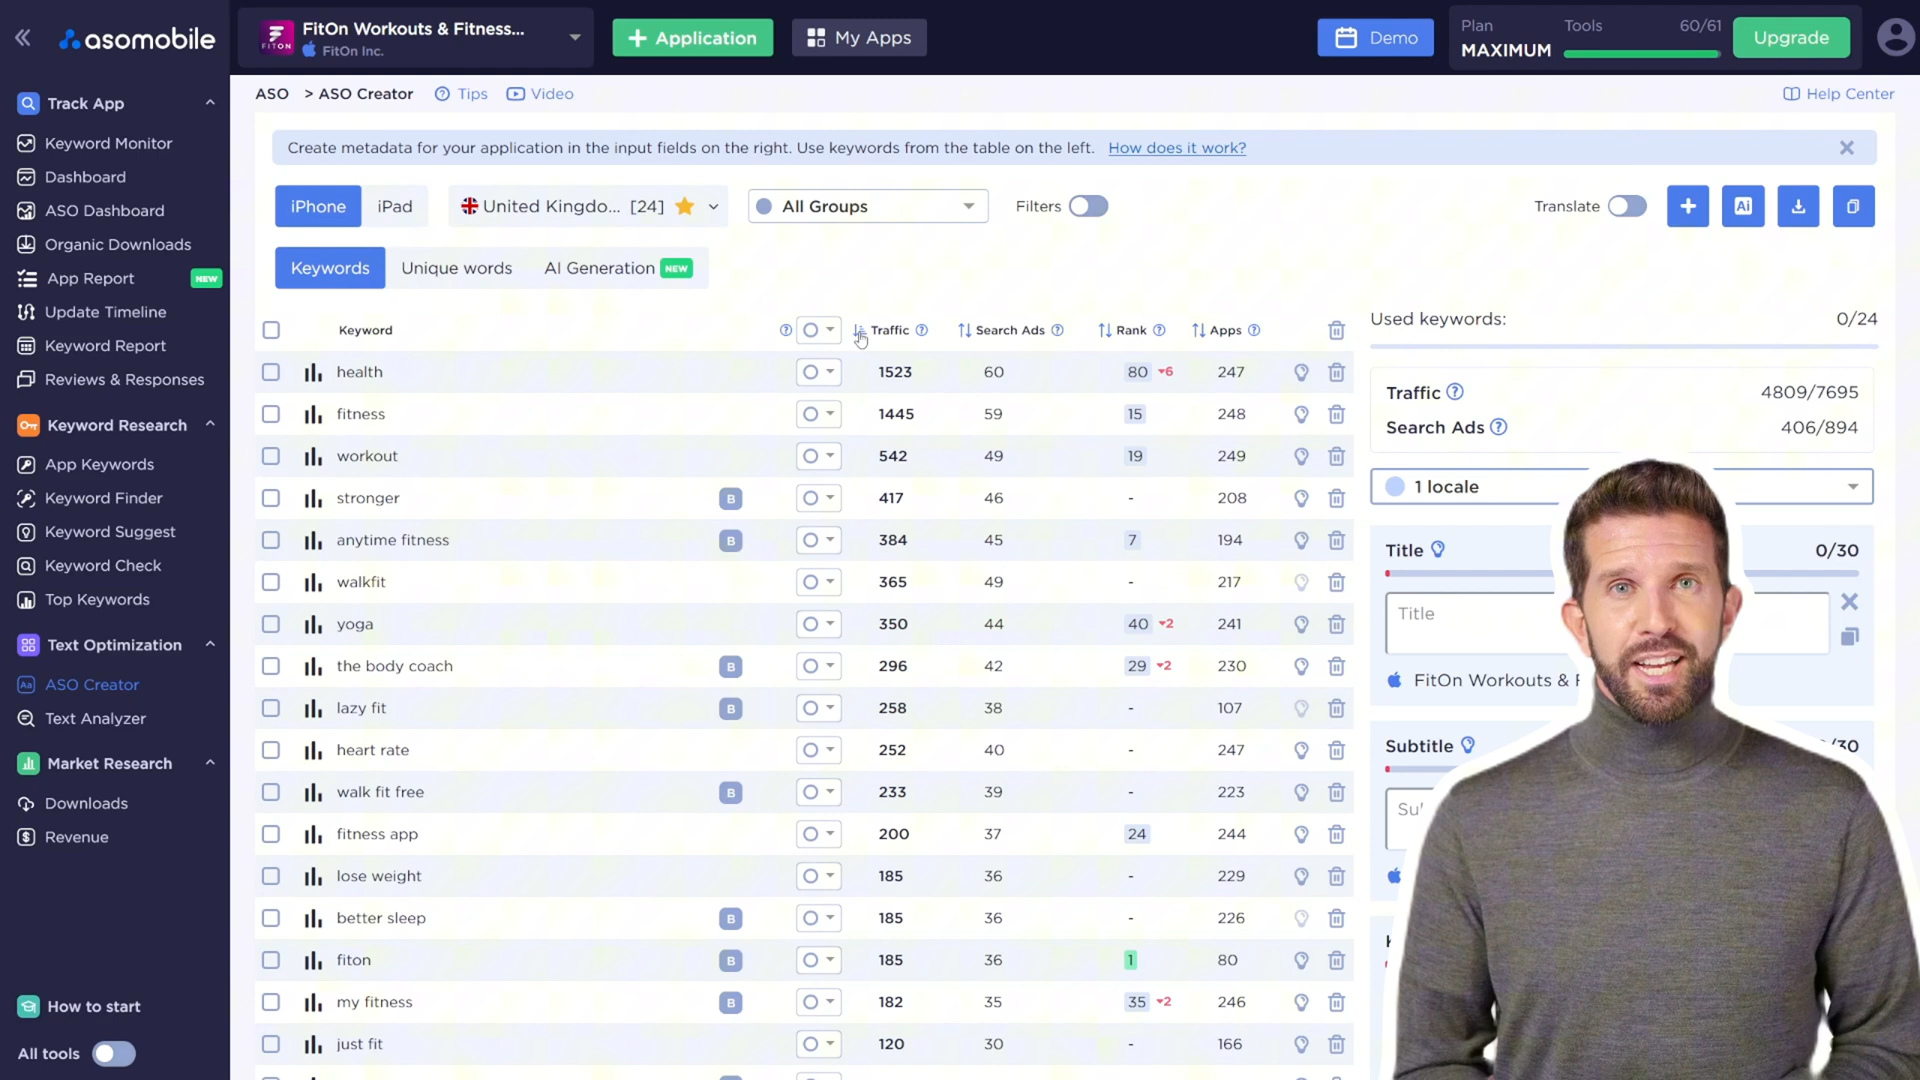 asomobile
FITON
FitOn Workouts & Fitness...
FitOn Inc.
Application
My Apps
Demo
Plan
MAXIMUM
Tools
60/61
Upgrade
Track App
Keyword Monitor
Dashboard
ASO Dashboard
Organic Downloads
App Report NEW
Update Timeline
Keyword Report
Reviews & Responses
Keyword Research
App Keywords
Keyword Finder
Keyword Suggest
Keyword Check
Top Keywords
Text Optimization
Aa ASO Creator
Text Analyzer
Market Research
Downloads
Revenue
How to start
All tools
ASO > ASO Creator Tips Video
Help Center
Create metadata for your application in the input fields on the right. Use keywords from the table on the left. How does it work?
iPhone iPad United Kingdo... [24] All Groups Filters
Translate Ai
Keywords Unique words AI Generation NEW
Keyword Traffic Search Ads Rank Apps
health 1523 60 80 6 247
fitness 1445 59 15 248
workout 542 49 19 249
stronger B 417 46 - 208
anytime fitness B 384 45 7 194
walkfit 365 49 - 217
yoga 350 44 40 2 241
the body coach B 296 42 29 2 230
lazy fit B 258 38 - 107
heart rate 252 40 - 247
walk fit free B 233 39 - 223
fitness app 200 37 24 244
lose weight 185 36 - 229
better sleep B 185 36 - 226
fiton B 185 36 1 80
my fitness B 182 35 35 2 246
just fit 120 30 - 166
Used keywords: 0/24
Traffic 4809/7695
Search Ads 406/894
1 locale
Title 0/30
Title
FitOn Workouts &
Subtitle /30